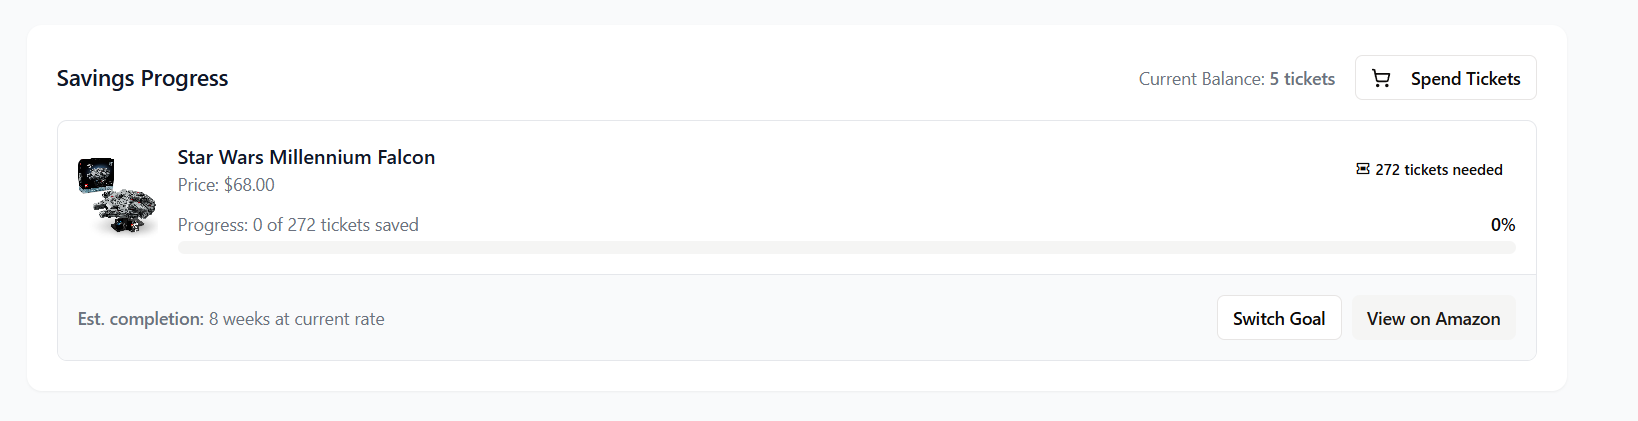 Savings Progress
Current Balance: 5 tickets
Spend Tickets
Star Wars Millennium Falcon
272 tickets needed
Price: $68.00
Progress: 0 of 272 tickets saved
0%
Est. completion: 8 weeks at current rate
Switch Goal
View on Amazon